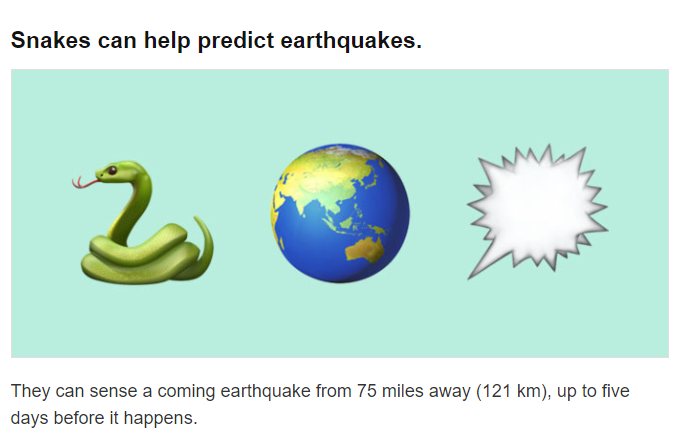 Snakes can help predict earthquakes.
They can sense a coming earthquake from 75 miles away (121 km), up to five
days before it happens.